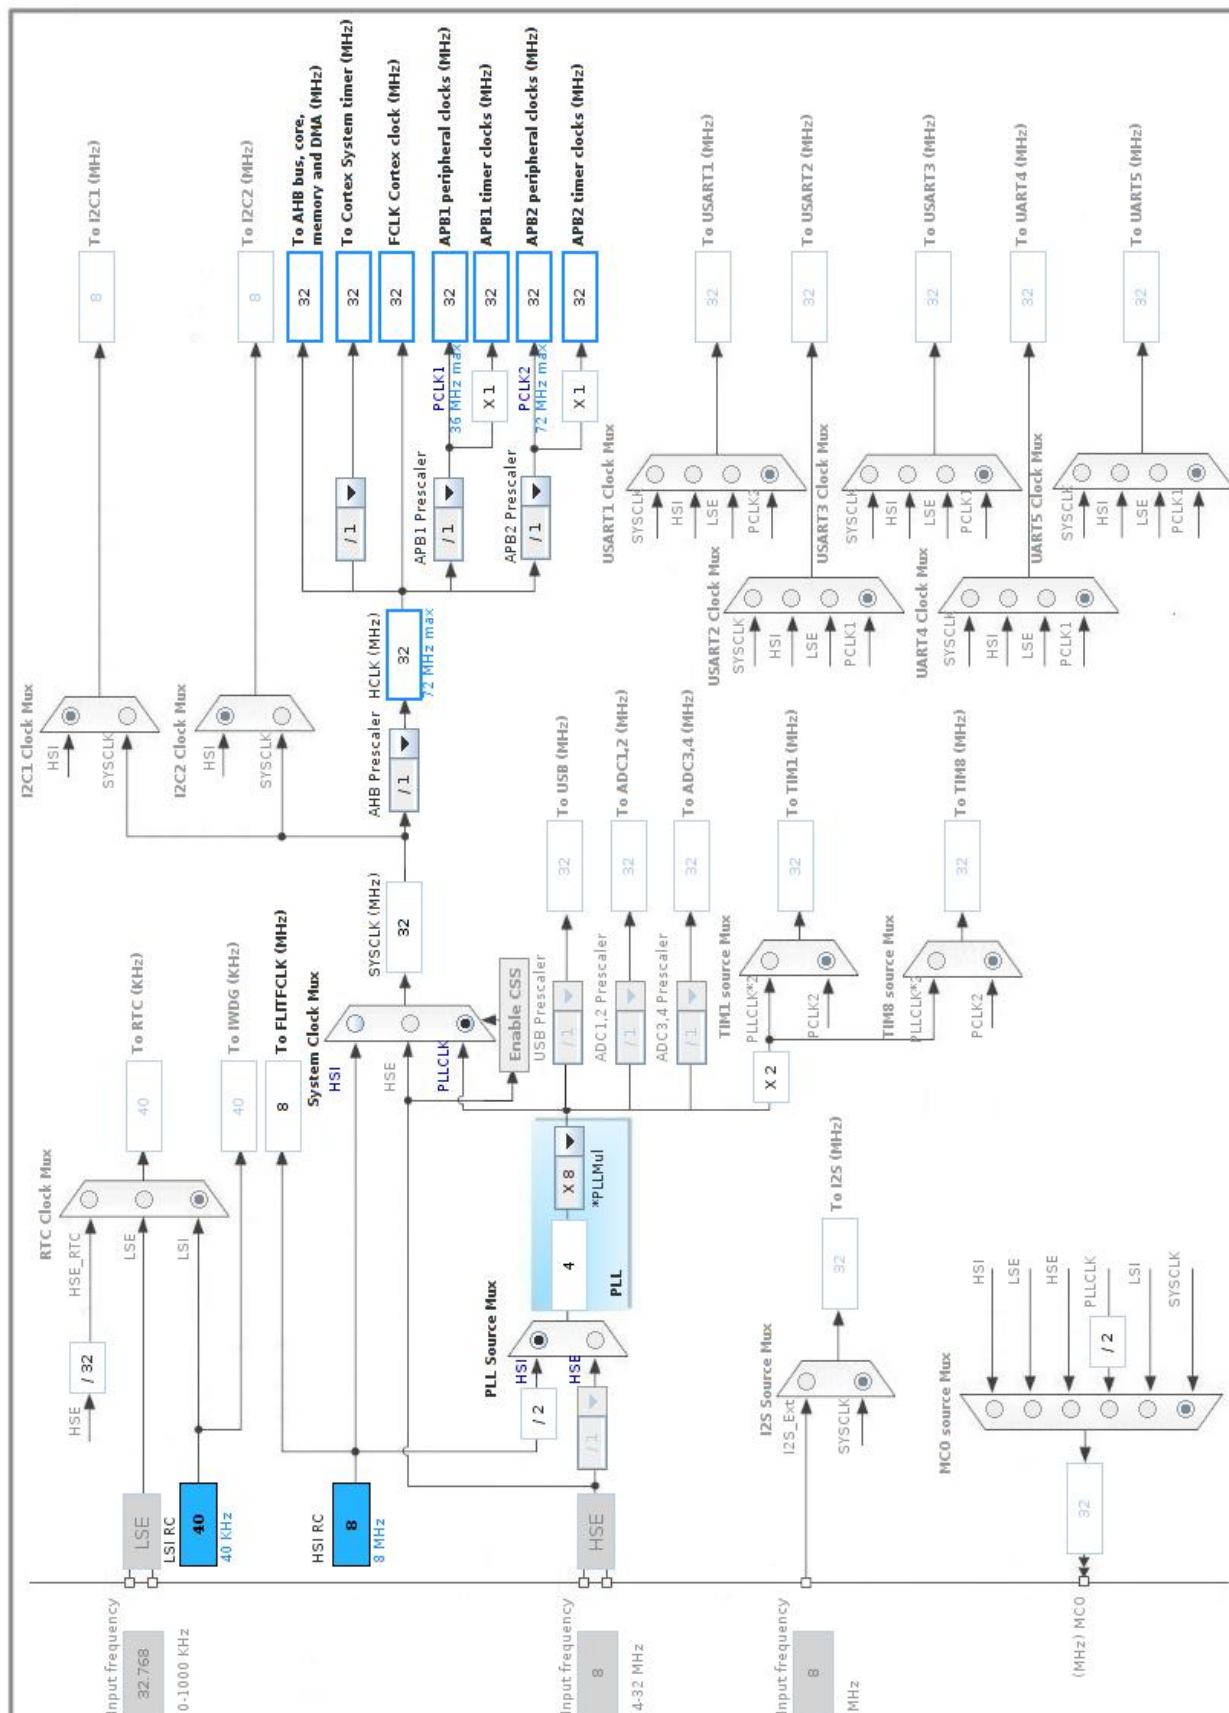 Input frequency
32.768
0-1000 KHz
LSE
LSI RC
40
40 KHz
HSI RC
8
8 MHz
Input frequency
8
4-32 MHz
HSE
Input frequency
8
MHz
(MHz) MCO
32
HSE
/ 32
HSE_RTC
LSE
LSI
RTC Clock Mux
40
To RTC (KHz)
40
To IWDG (KHz)
8
To FLITFCLK (MHz)
/ 2
/ 1
PLL Source Mux
HSI
HSE
4
X 8
*PLLMul
PLL
System Clock Mux
HSI
HSE
PLLCLK
Enable CSS
SYSCLK (MHz)
32
AHB Prescaler
/ 1
HCLK (MHz)
32
72 MHz max
I2C1 Clock Mux
HSI
SYSCLK
8
To I2C1 (MHz)
I2C2 Clock Mux
HSI
SYSCLK
8
To I2C2 (MHz)
32
To AHB bus, core,
memory and DMA (MHz)
/ 1
32
To Cortex System timer (MHz)
32
FCLK Cortex clock (MHz)
APB1 Prescaler
/ 1
PCLK1
36 MHz max
32
APB1 peripheral clocks (MHz)
X 1
32
APB1 timer clocks (MHz)
APB2 Prescaler
/ 1
PCLK2
72 MHz max
32
APB2 peripheral clocks (MHz)
X 1
32
APB2 timer clocks (MHz)
USB Prescaler
/ 1
32
To USB (MHz)
ADC1,2 Prescaler
/ 1
32
To ADC1,2 (MHz)
ADC3,4 Prescaler
/ 1
32
To ADC3,4 (MHz)
X 2
TIM1 source Mux
PLLCLK*2
PCLK2
32
To TIM1 (MHz)
TIM8 source Mux
PLLCLK*2
PCLK2
32
To TIM8 (MHz)
I2S Source Mux
I2S_Ext
SYSCLK
32
To I2S (MHz)
MCO source Mux
HSI
LSE
HSE
PLLCLK
/ 2
LSI
SYSCLK
USART1 Clock Mux
SYSCLK
HSI
LSE
PCLK2
32
To USART1 (MHz)
USART2 Clock Mux
SYSCLK
HSI
LSE
PCLK1
32
To USART2 (MHz)
USART3 Clock Mux
SYSCLK
HSI
LSE
PCLK1
32
To USART3 (MHz)
UART4 Clock Mux
SYSCLK
HSI
LSE
PCLK1
32
To UART4 (MHz)
UART5 Clock Mux
SYSCLK
HSI
LSE
PCLK1
32
To UART5 (MHz)